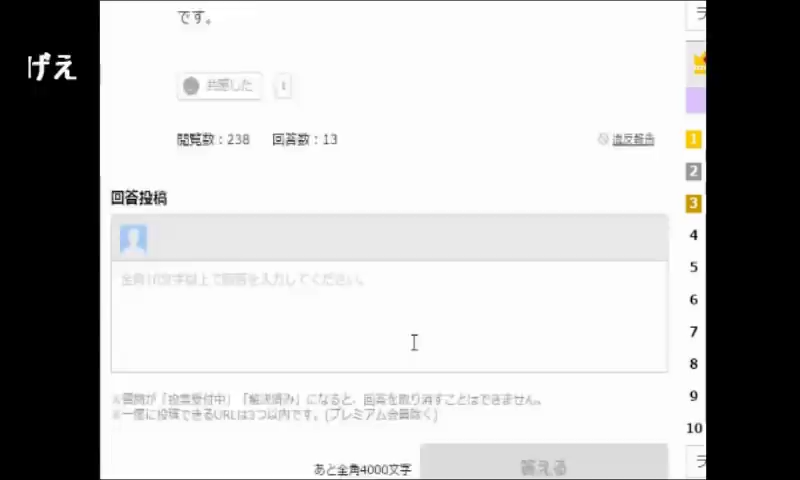 です。
げえ
共感した
閲覧数：238 回答数：13
違反報告
回答投稿
全角10文字以上で回答を入力してください。
※質問が「投票受付中」「解決済み」になると、回答を取り消すことはできません。
※一度に投稿できるURLは3つ以内です。(プレミアム会員除く)
あと全角4000文字
答える
ラ
1
2
3
4
5
6
7
8
9
10
ラ